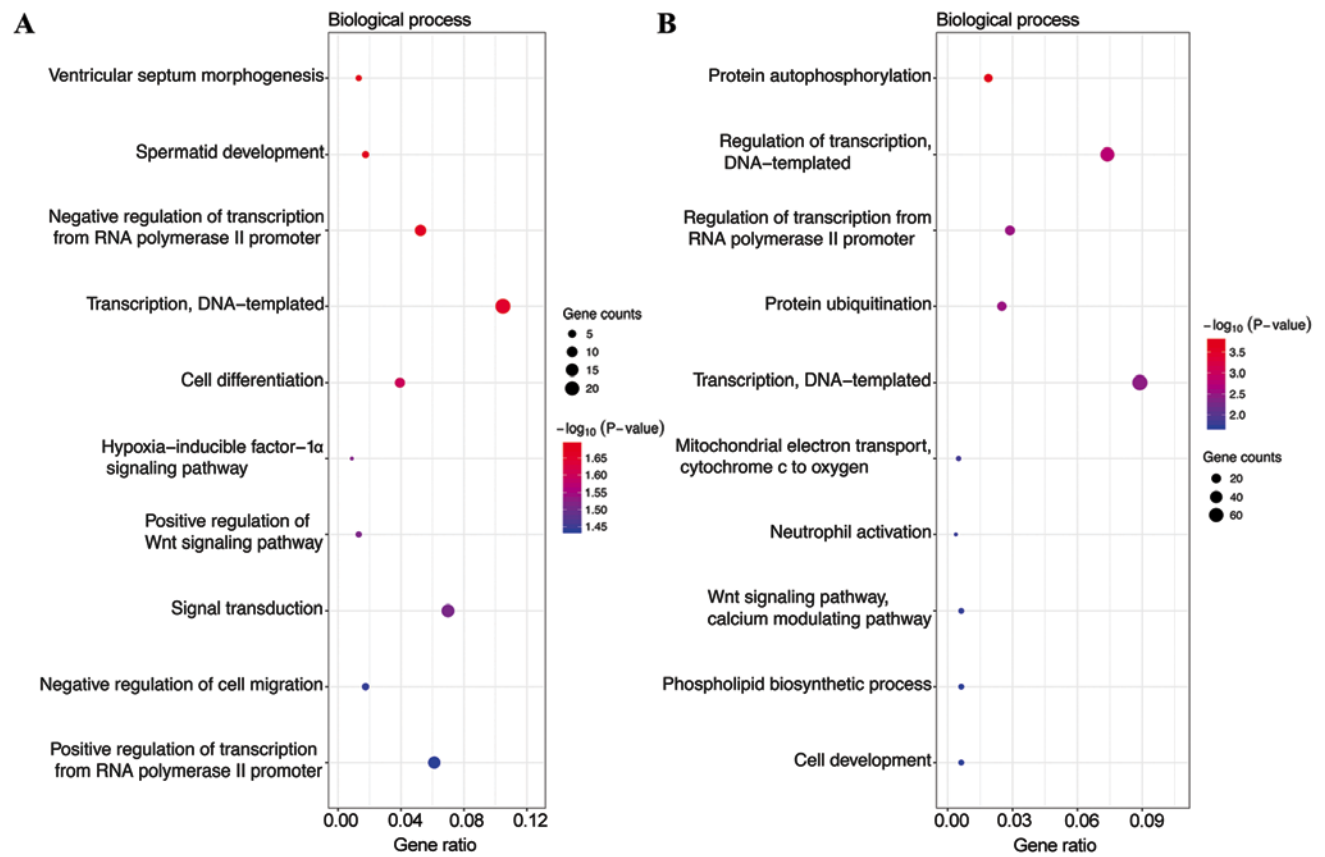 A
Biological process
Ventricular septum morphogenesis
Spermatid development
Negative regulation of transcription
from RNA polymerase II promoter
Transcription, DNA−templated
Cell differentiation
Hypoxia−inducible factor−1α
signaling pathway
Positive regulation of
Wnt signaling pathway
Signal transduction
Negative regulation of cell migration
Positive regulation of transcription
from RNA polymerase II promoter
0.00 0.04 0.08 0.12
Gene ratio
Gene counts
5
10
15
20
−log₁₀ (P−value)
1.65
1.60
1.55
1.50
1.45
B
Biological process
Protein autophosphorylation
Regulation of transcription,
DNA−templated
Regulation of transcription from
RNA polymerase II promoter
Protein ubiquitination
Transcription, DNA−templated
Mitochondrial electron transport,
cytochrome c to oxygen
Neutrophil activation
Wnt signaling pathway,
calcium modulating pathway
Phospholipid biosynthetic process
Cell development
0.00 0.03 0.06 0.09
Gene ratio
−log₁₀ (P−value)
3.5
3.0
2.5
2.0
Gene counts
20
40
60